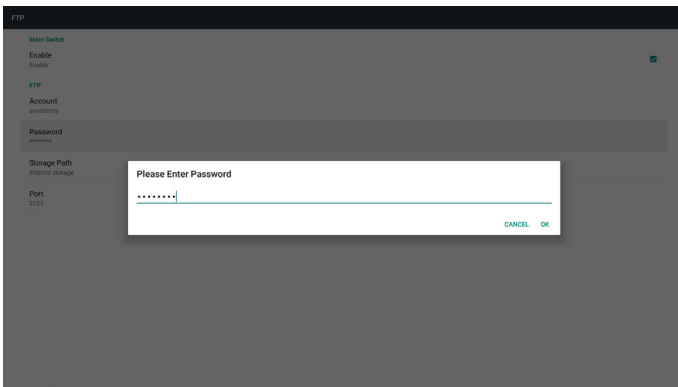 FTP
Main Switch
Enable
Enable
FTP
Account
smartoms
Password
********
Storage Path
Internal storage
Port
2121
Please Enter Password
••••••••
CANCEL OK